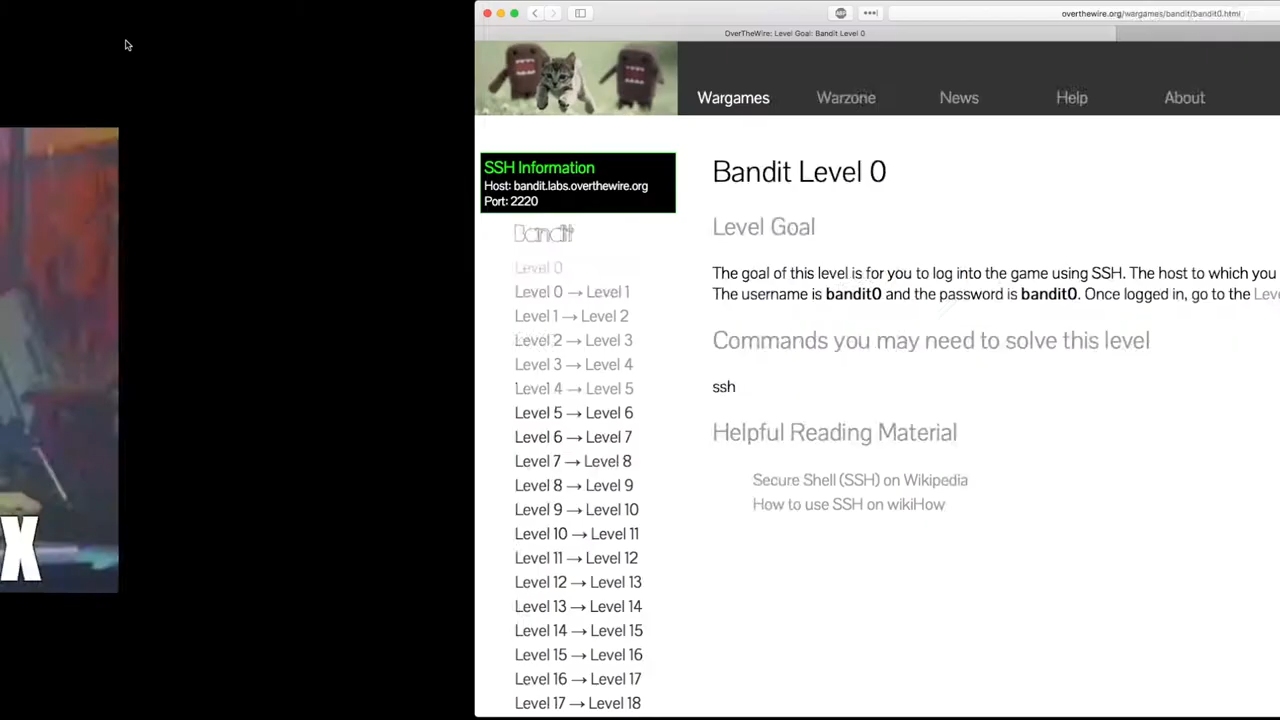 overthewire.org/wargames/bandit/bandit0.html
OverTheWire: Level Goal: Bandit Level 0
Wargames
Warzone
News
Help
About
SSH Information
Host: bandit.labs.overthewire.org
Port: 2220
Bandit
Level 0
Level 0 → Level 1
Level 1 → Level 2
Level 2 → Level 3
Level 3 → Level 4
Level 4 → Level 5
Level 5 → Level 6
Level 6 → Level 7
Level 7 → Level 8
Level 8 → Level 9
Level 9 → Level 10
Level 10 → Level 11
Level 11 → Level 12
Level 12 → Level 13
Level 13 → Level 14
Level 14 → Level 15
Level 15 → Level 16
Level 16 → Level 17
Level 17 → Level 18
Bandit Level 0
Level Goal
The goal of this level is for you to log into the game using SSH. The host to which you
The username is bandit0 and the password is bandit0. Once logged in, go to the
Commands you may need to solve this level
ssh
Helpful Reading Material
Secure Shell (SSH) on Wikipedia
How to use SSH on wikiHow
X